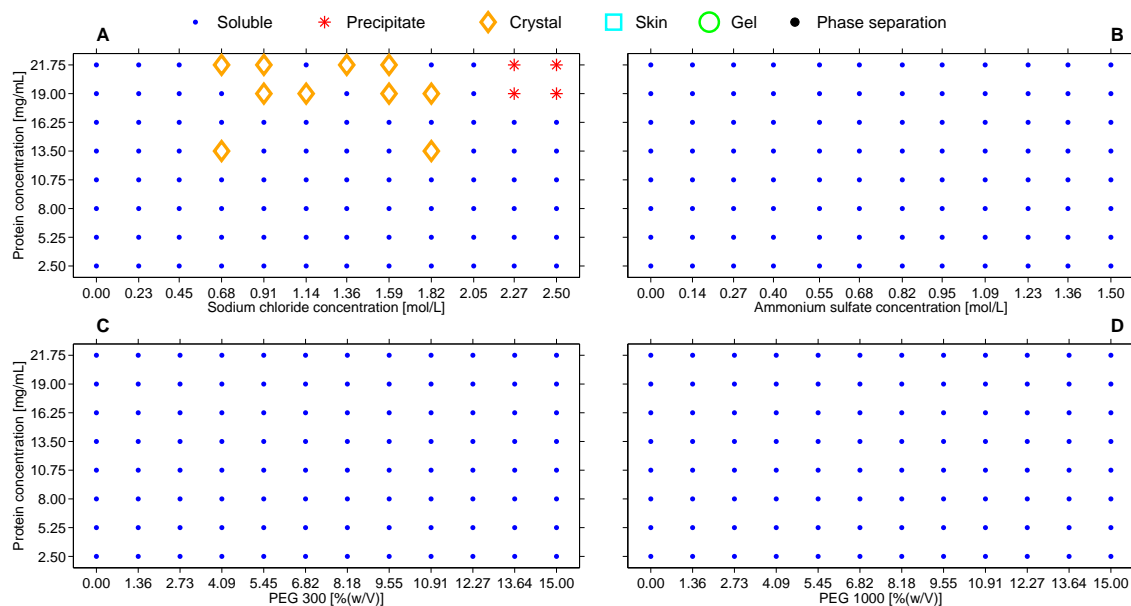 Soluble Precipitate Crystal Skin Gel Phase separation
A
B
Protein concentration [mg/mL]
21.75
19.00
16.25
13.50
10.75
8.00
5.25
2.50
0.00 0.23 0.45 0.68 0.91 1.14 1.36 1.59 1.82 2.05 2.27 2.50
Sodium chloride concentration [mol/L]
0.00 0.14 0.27 0.40 0.55 0.68 0.82 0.95 1.09 1.23 1.36 1.50
Ammonium sulfate concentration [mol/L]
C
D
Protein concentration [mg/mL]
21.75
19.00
16.25
13.50
10.75
8.00
5.25
2.50
0.00 1.36 2.73 4.09 5.45 6.82 8.18 9.55 10.91 12.27 13.64 15.00
PEG 300 [%(w/V)]
0.00 1.36 2.73 4.09 5.45 6.82 8.18 9.55 10.91 12.27 13.64 15.00
PEG 1000 [%(w/V)]